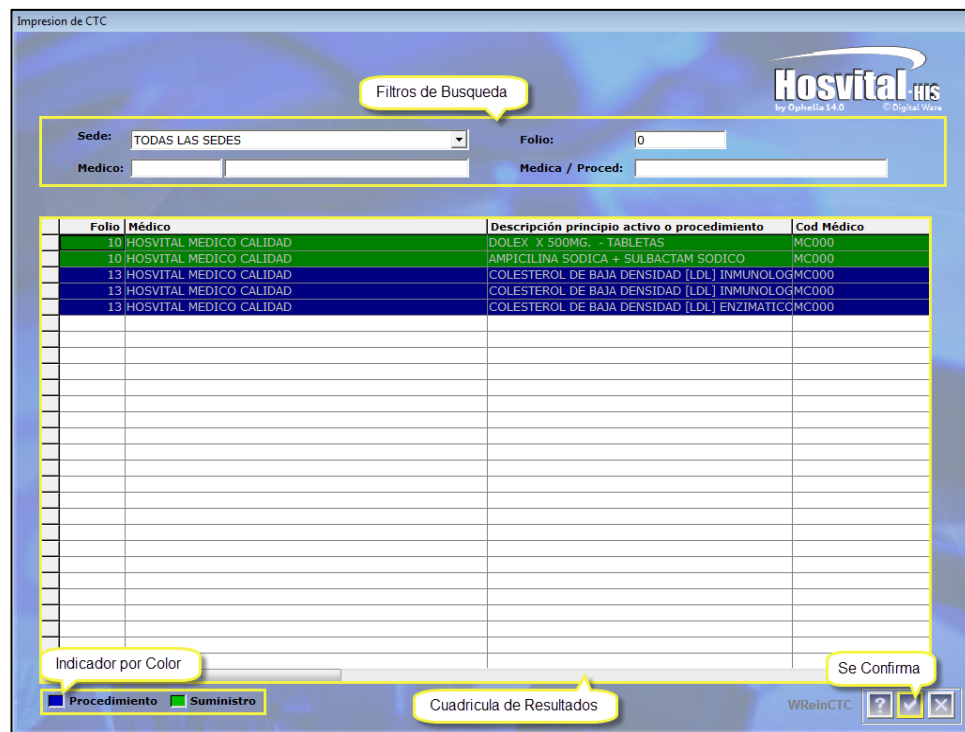 Impresion de CTC
Hosvital-HIS
by Ophelia 14.0 © Digital Ware
Filtros de Busqueda
Sede: TODAS LAS SEDES Folio: 0
Medico: Medica / Proced:
Folio Médico Descripción principio activo o procedimiento Cod Médico
10 HOSVITAL MEDICO CALIDAD DOLEX X 500MG. - TABLETAS MC000
10 HOSVITAL MEDICO CALIDAD AMPICILINA SODICA + SULBACTAM SODICO MC000
13 HOSVITAL MEDICO CALIDAD COLESTEROL DE BAJA DENSIDAD [LDL] INMUNOLOG MC000
13 HOSVITAL MEDICO CALIDAD COLESTEROL DE BAJA DENSIDAD [LDL] INMUNOLOG MC000
13 HOSVITAL MEDICO CALIDAD COLESTEROL DE BAJA DENSIDAD [LDL] ENZIMATICO MC000
Indicador por Color
Se Confirma
Procedimiento Suministro
Cuadricula de Resultados
WReinCTC ?